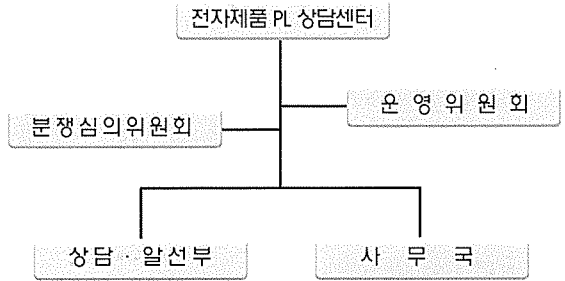 전자제품 PL 상담센터
운 영 위 원 회
분쟁심의위원회
상담 · 알선부
사 무 국